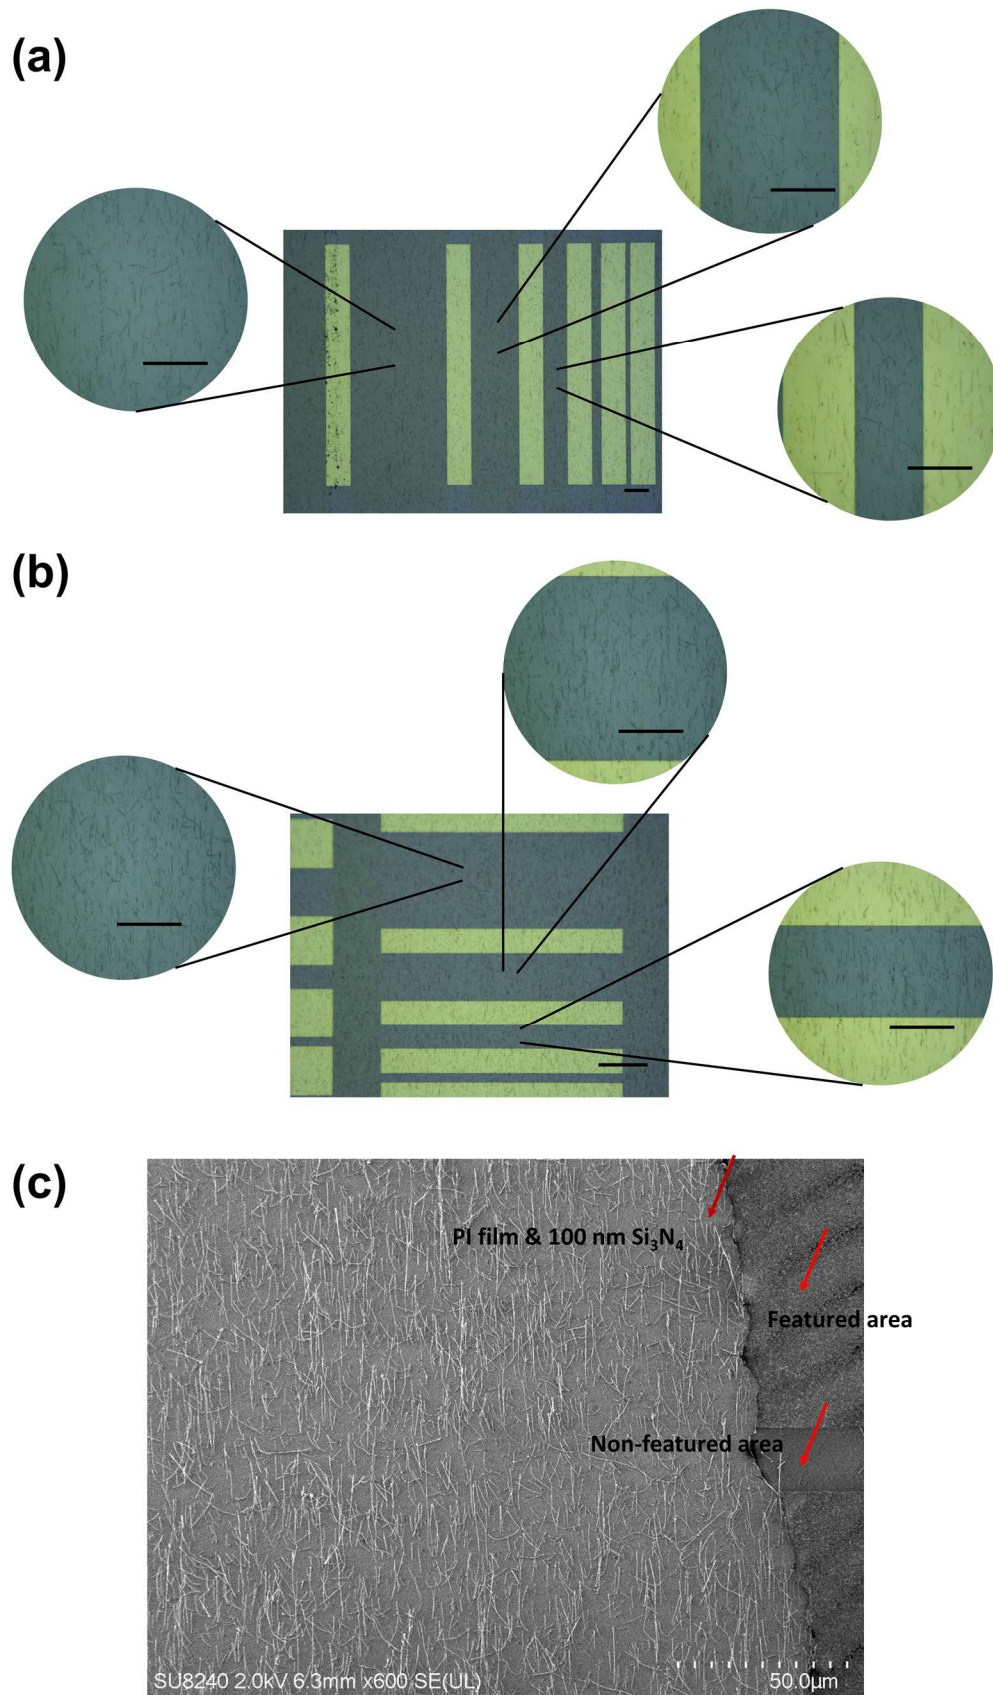 (a)
(b)
(c)
PI film & 100 nm Si₃N₄
Featured area
Non-featured area
SU8240 2.0kV 6.3mm x600 SE(UL)
50.0µm